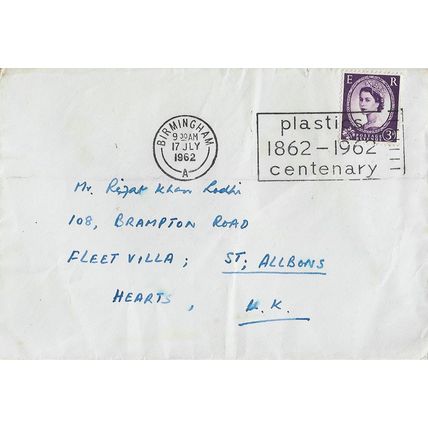 E R
3D
BIRMINGHAM
9 30AM
17 JLY
1962
A
plastics
1862-1962
centenary
Mr. Rifat Khan Lodhi
108, BRAMPTON ROAD
FLEET VILLA; ST; ALLBONS
HEARTS, U.K.